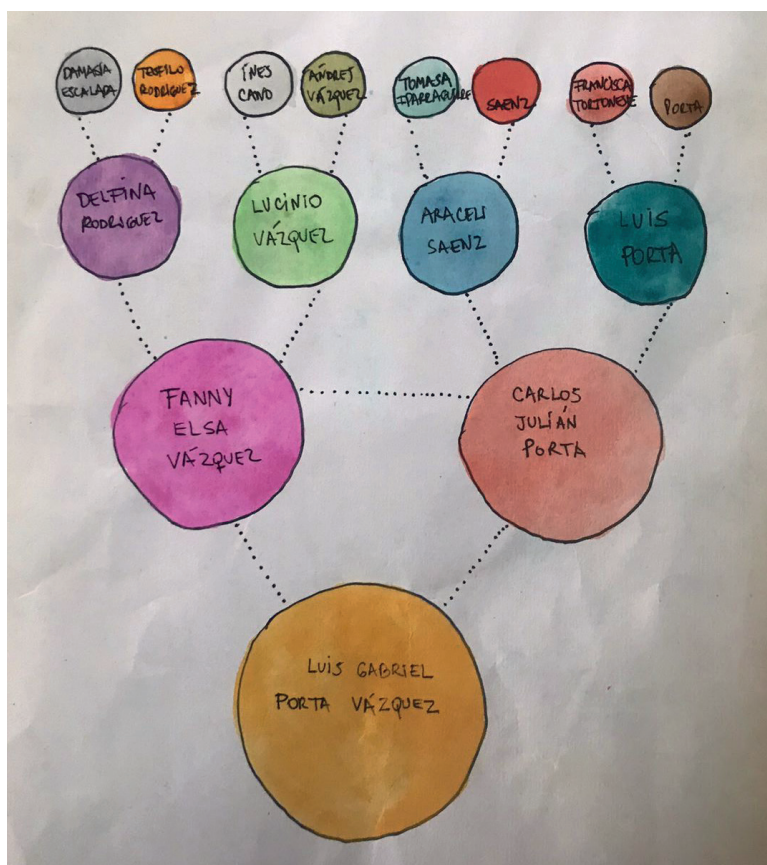 DAMASIA
ESCALADA
TEOFILO
RODRIGUEZ
INES
CANO
ANDRES
VÁZQUEZ
TOMASA
IPARRAGUIRRE
SAENZ
FRANCISCA
TORTONESE
PORTA
DELFINA
RODRIGUEZ
LUCINIO
VÁZQUEZ
ARACELI
SAENZ
LUIS
PORTA
FANNY
ELSA
VÁZQUEZ
CARLOS
JULIÁN
PORTA
LUIS GABRIEL
PORTA VÁZQUEZ